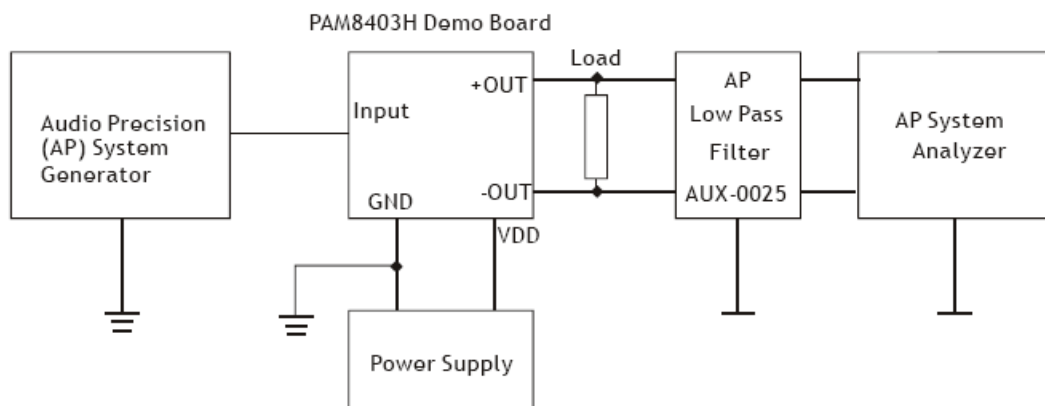 PAM8403H Demo Board
Audio Precision
(AP) System
Generator
Input
+OUT
-OUT
GND
VDD
Load
AP
Low Pass
Filter
AUX-0025
AP System
Analyzer
Power Supply